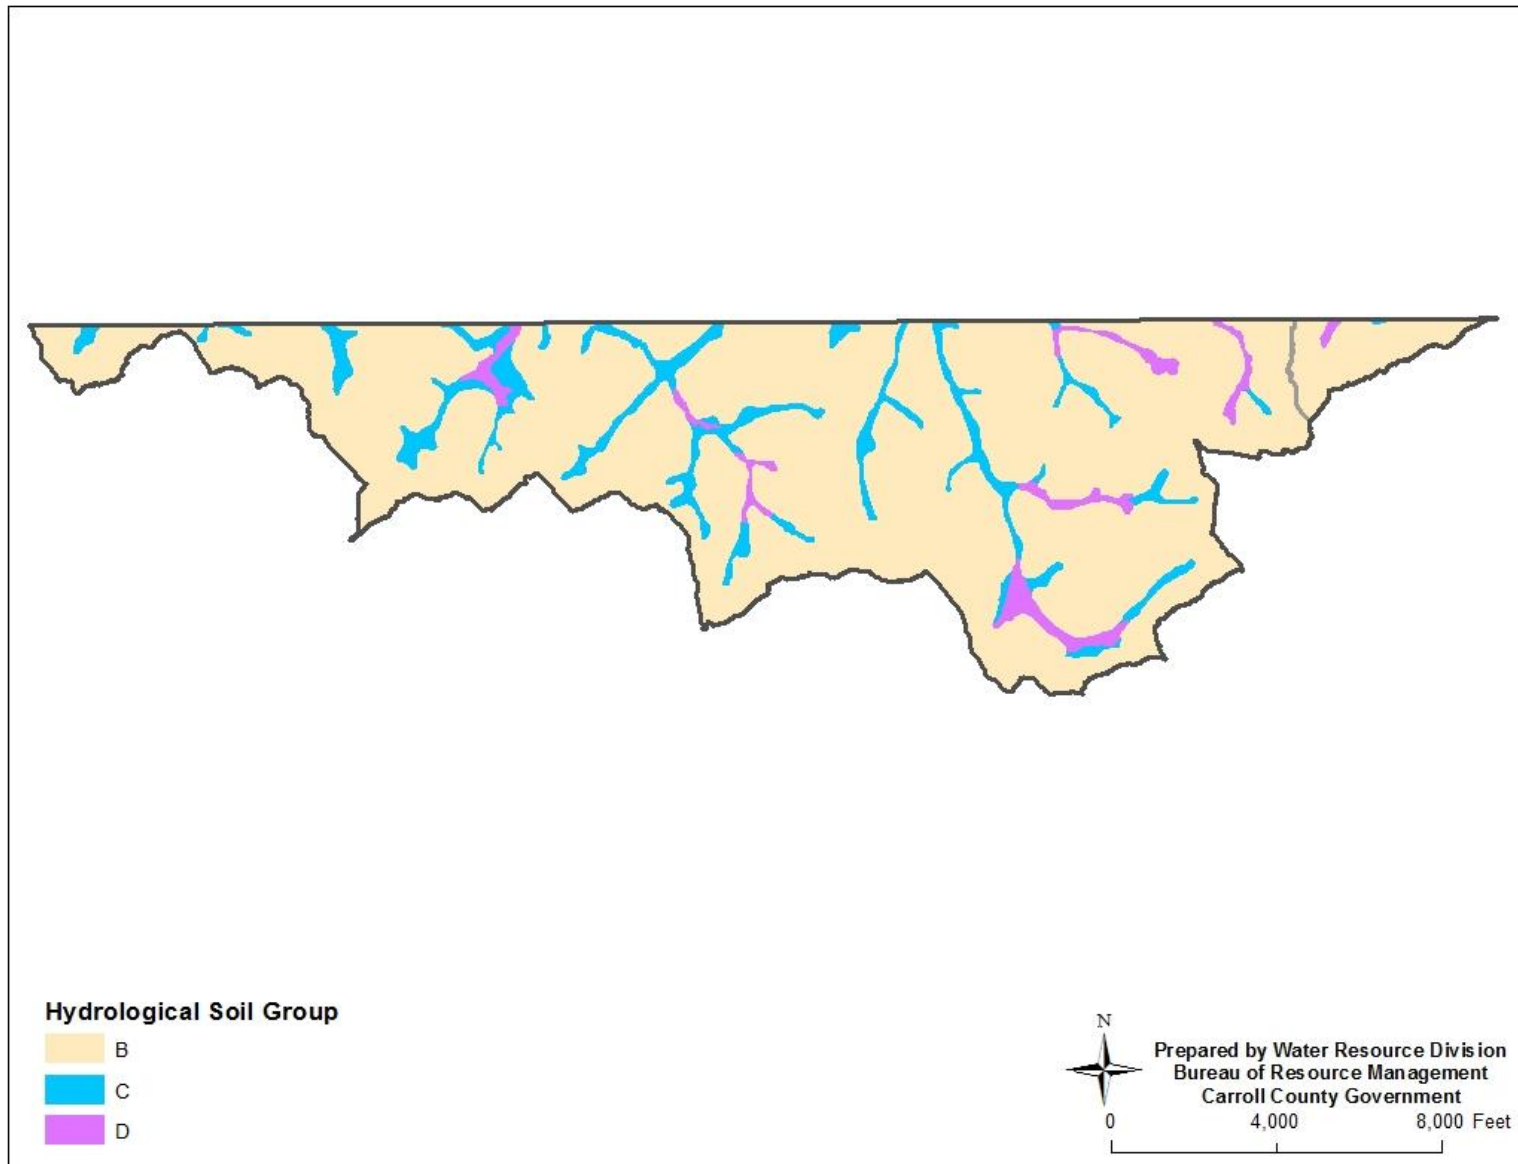 Hydrological Soil Group
B
C
D
N
Prepared by Water Resource Division
Bureau of Resource Management
Carroll County Government
0 4,000 8,000 Feet